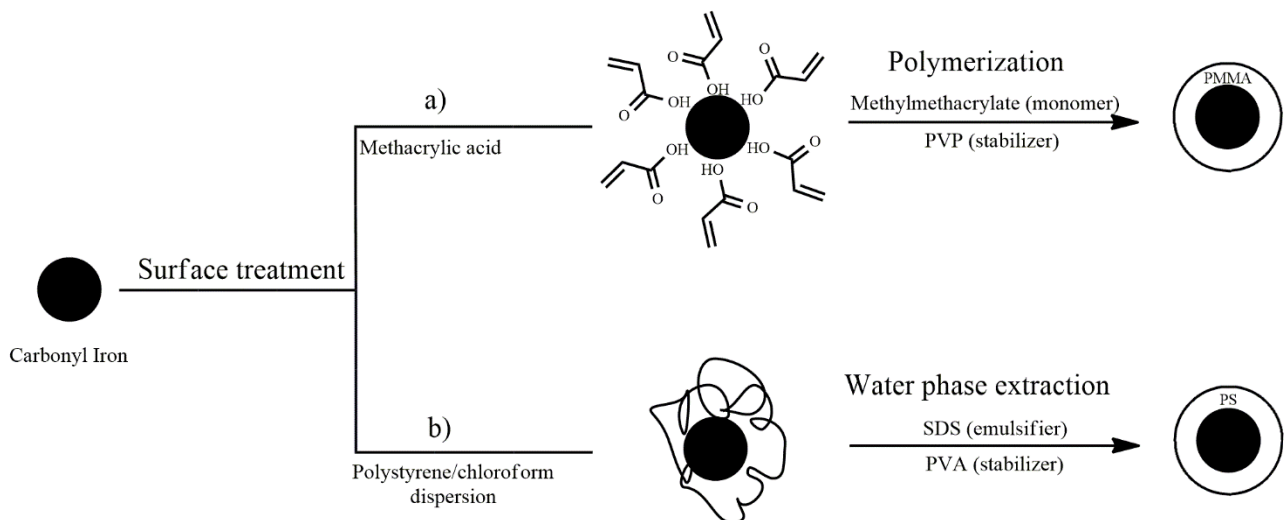 Carbonyl Iron
Surface treatment
a)
Methacrylic acid
O
OH
O
OH
O
HO
OH
O
HO
O
HO
O
Polymerization
Methylmethacrylate (monomer)
PVP (stabilizer)
PMMA
b)
Polystyrene/chloroform
dispersion
Water phase extraction
SDS (emulsifier)
PVA (stabilizer)
PS